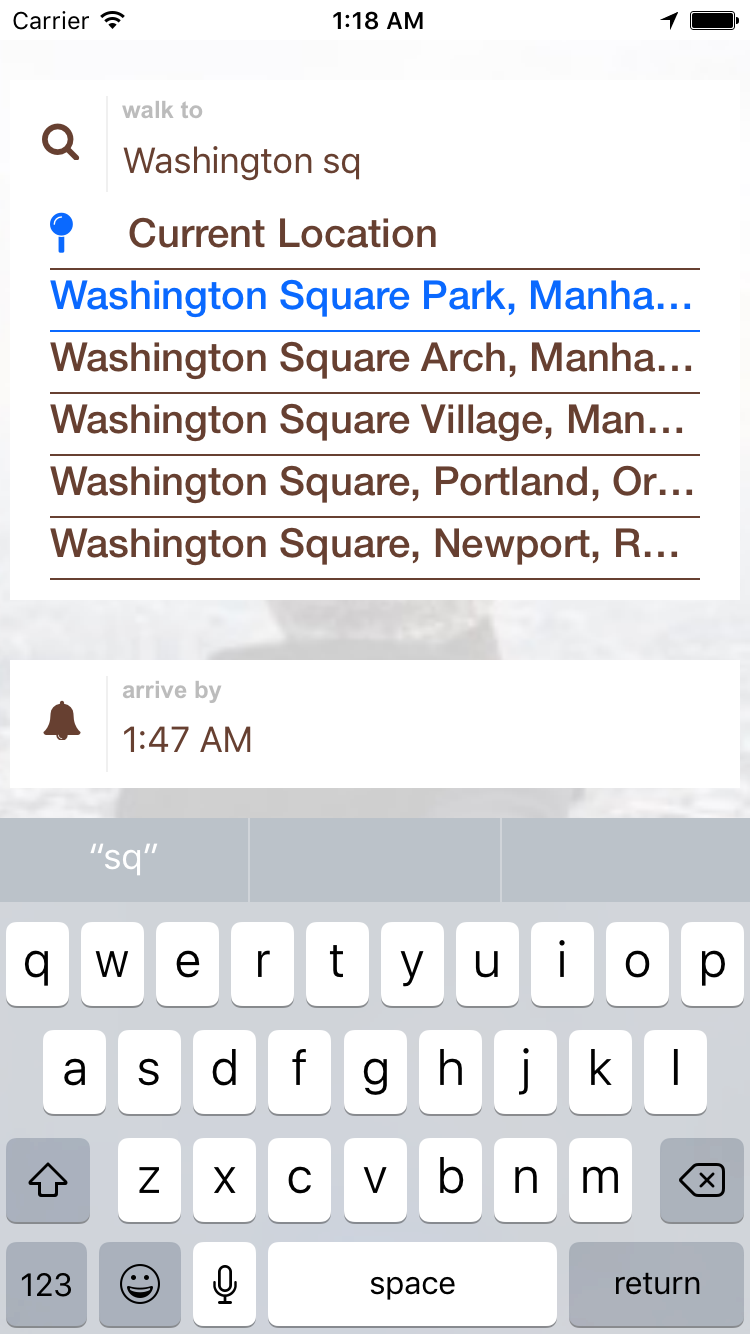 Carrier 1:18 AM
walk to
Washington sq
Current Location
Washington Square Park, Manha...
Washington Square Arch, Manha...
Washington Square Village, Man...
Washington Square, Portland, Or...
Washington Square, Newport, R...
arrive by
1:47 AM
“sq”
q w e r t y u i o p
a s d f g h j k l
z x c v b n m
123 space return